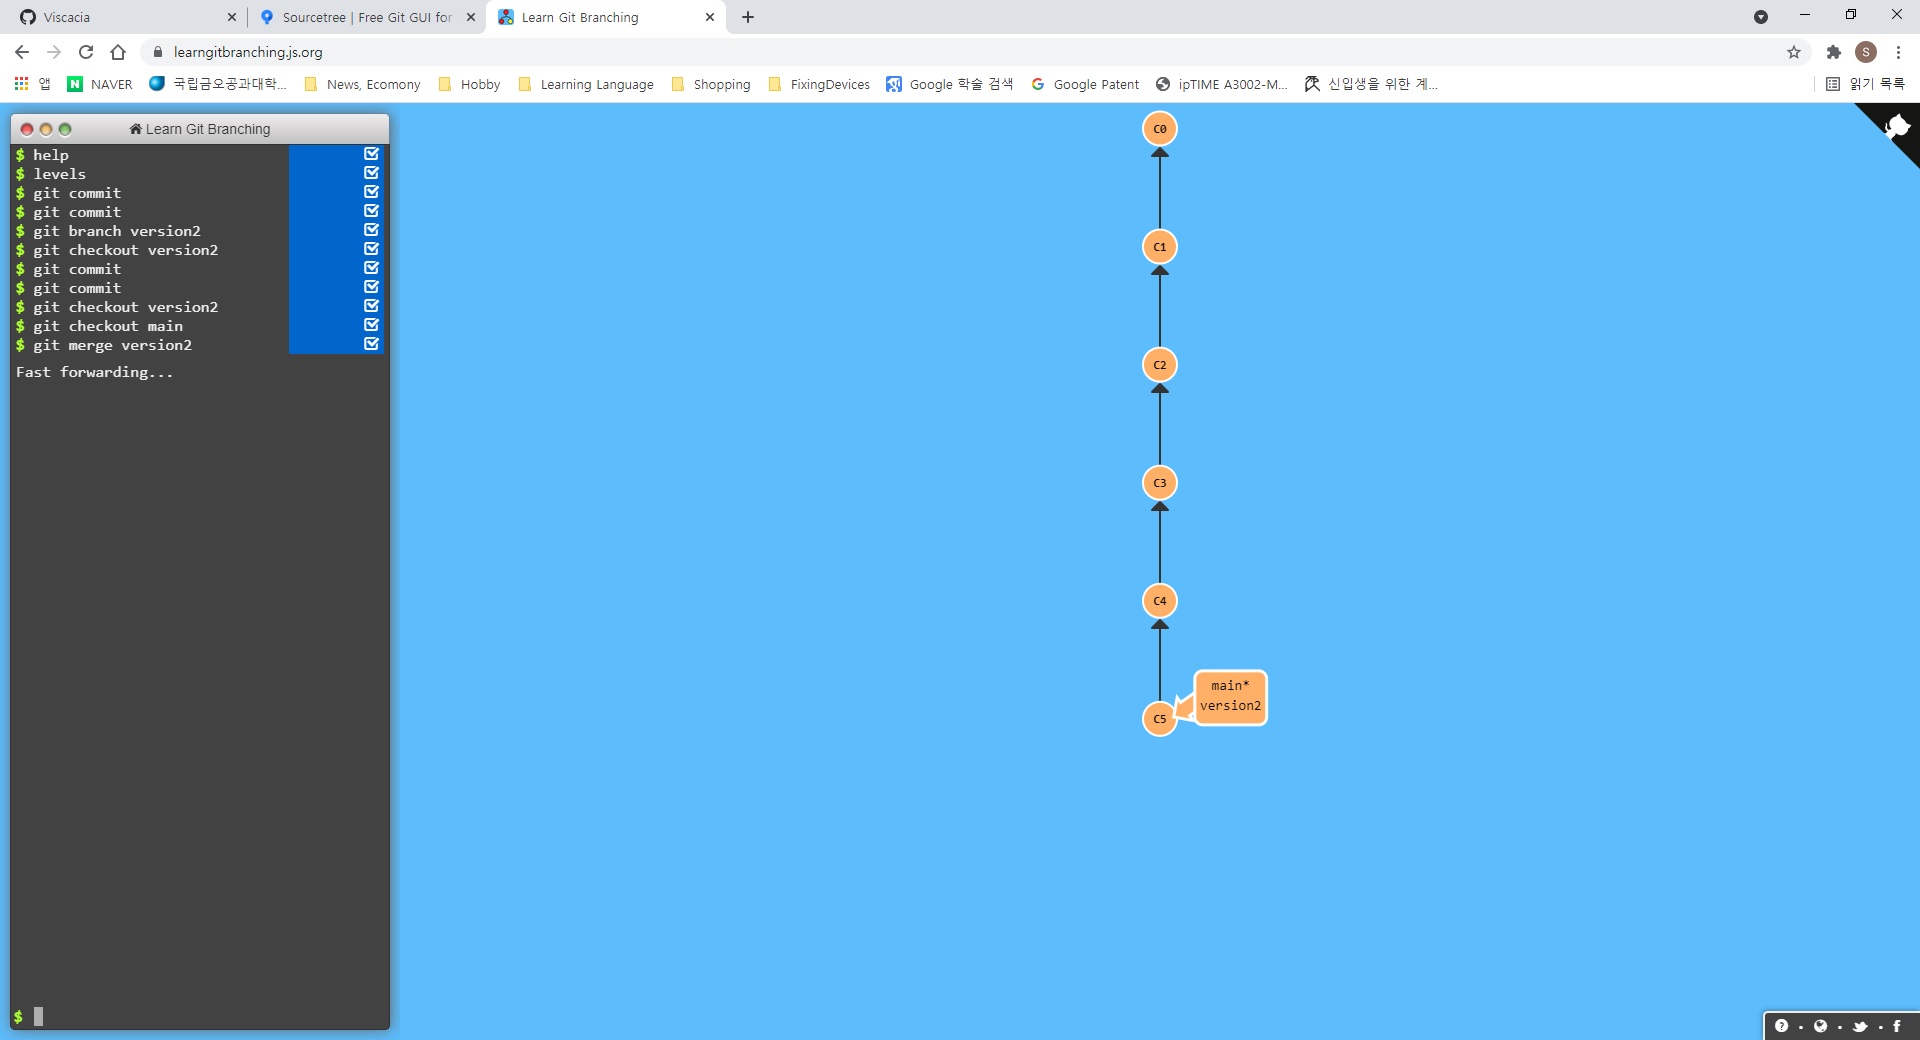 Viscacia
Sourcetree | Free Git GUI for
Learn Git Branching
learngitbranching.js.org
S
앱
N NAVER
국립금오공과대학...
News, Ecomony
Hobby
Learning Language
Shopping
FixingDevices
Google 학술 검색
G Google Patent
ipTIME A3002-M...
신입생을 위한 계...
읽기 목록
Learn Git Branching
$ help
$ levels
$ git commit
$ git commit
$ git branch version2
$ git checkout version2
$ git commit
$ git commit
$ git checkout version2
$ git checkout main
$ git merge version2
Fast forwarding...
$
C0
C1
C2
C3
C4
C5
main*
version2